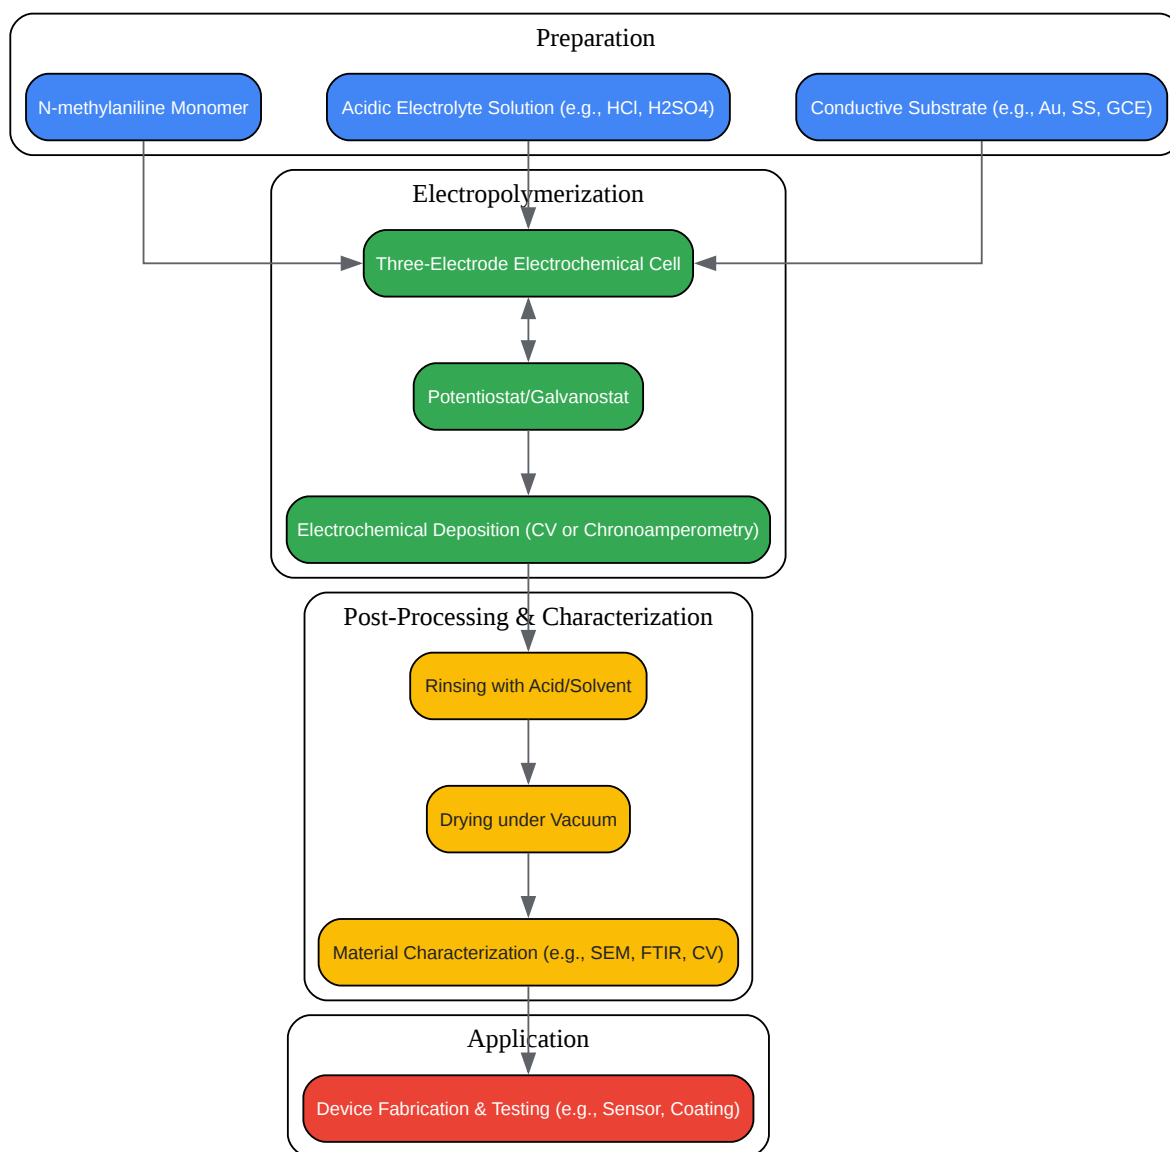 Preparation
N-methylaniline Monomer
Acidic Electrolyte Solution (e.g., HCl, H2SO4)
Conductive Substrate (e.g., Au, SS, GCE)
Electropolymerization
Three-Electrode Electrochemical Cell
Potentiostat/Galvanostat
Electrochemical Deposition (CV or Chronoamperometry)
Post-Processing & Characterization
Rinsing with Acid/Solvent
Drying under Vacuum
Material Characterization (e.g., SEM, FTIR, CV)
Application
Device Fabrication & Testing (e.g., Sensor, Coating)